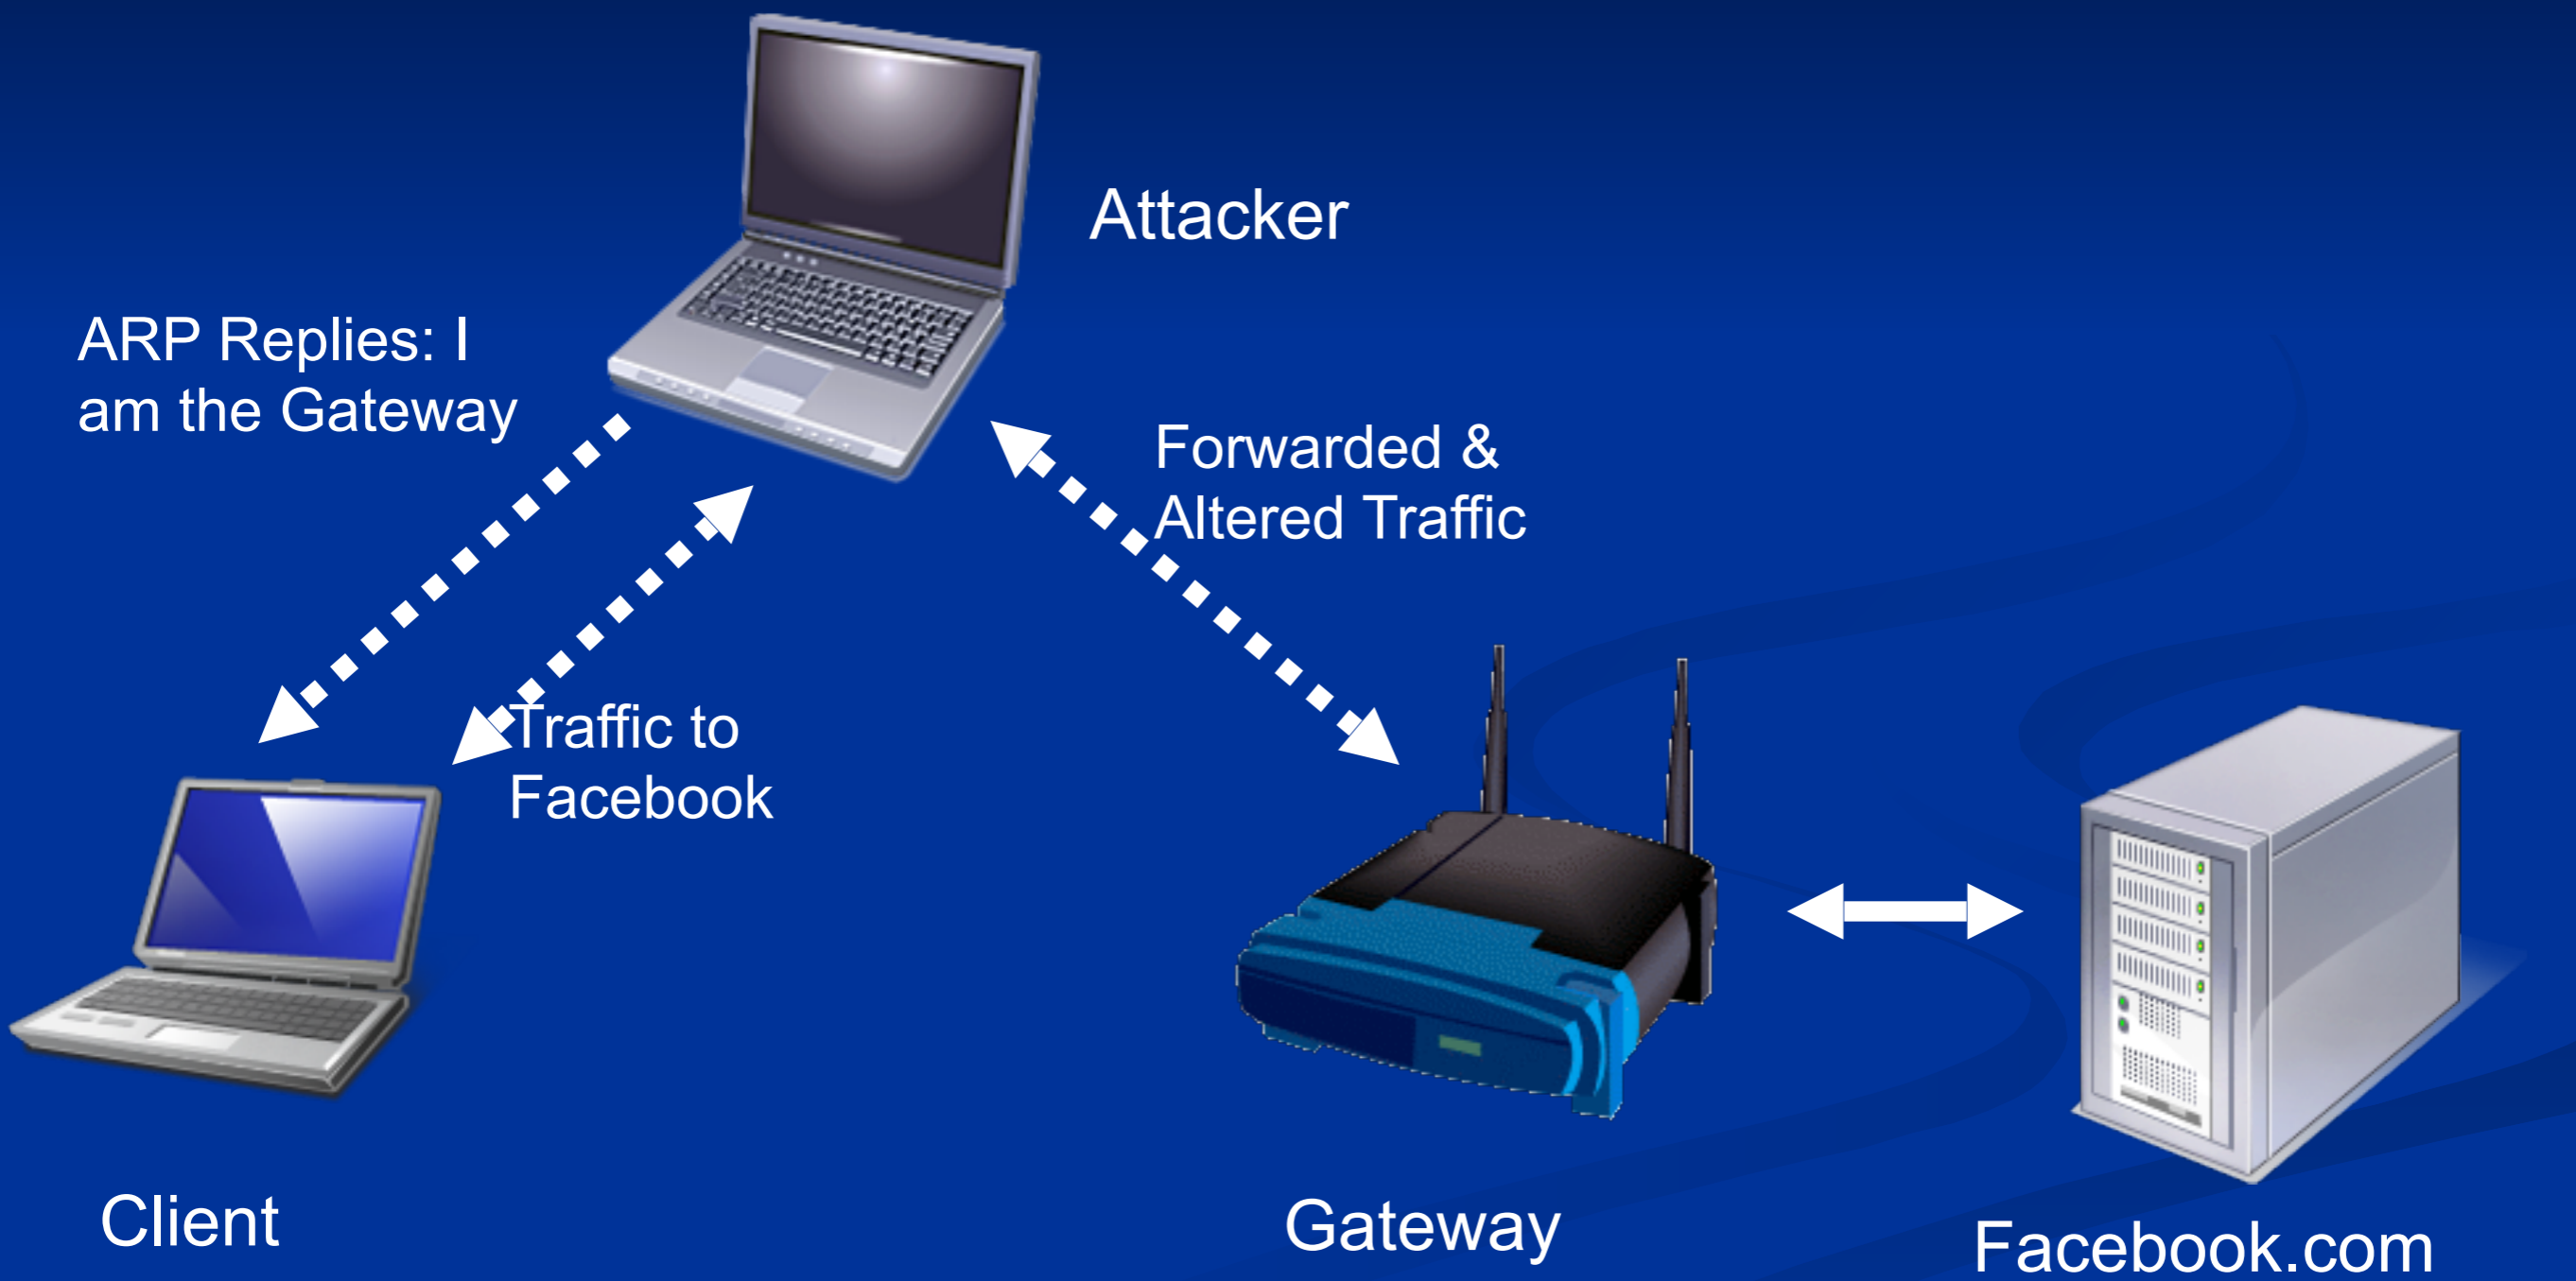 Attacker
ARP Replies: I
am the Gateway
Forwarded &
Altered Traffic
Traffic to
Facebook
Client
Gateway
Facebook.com